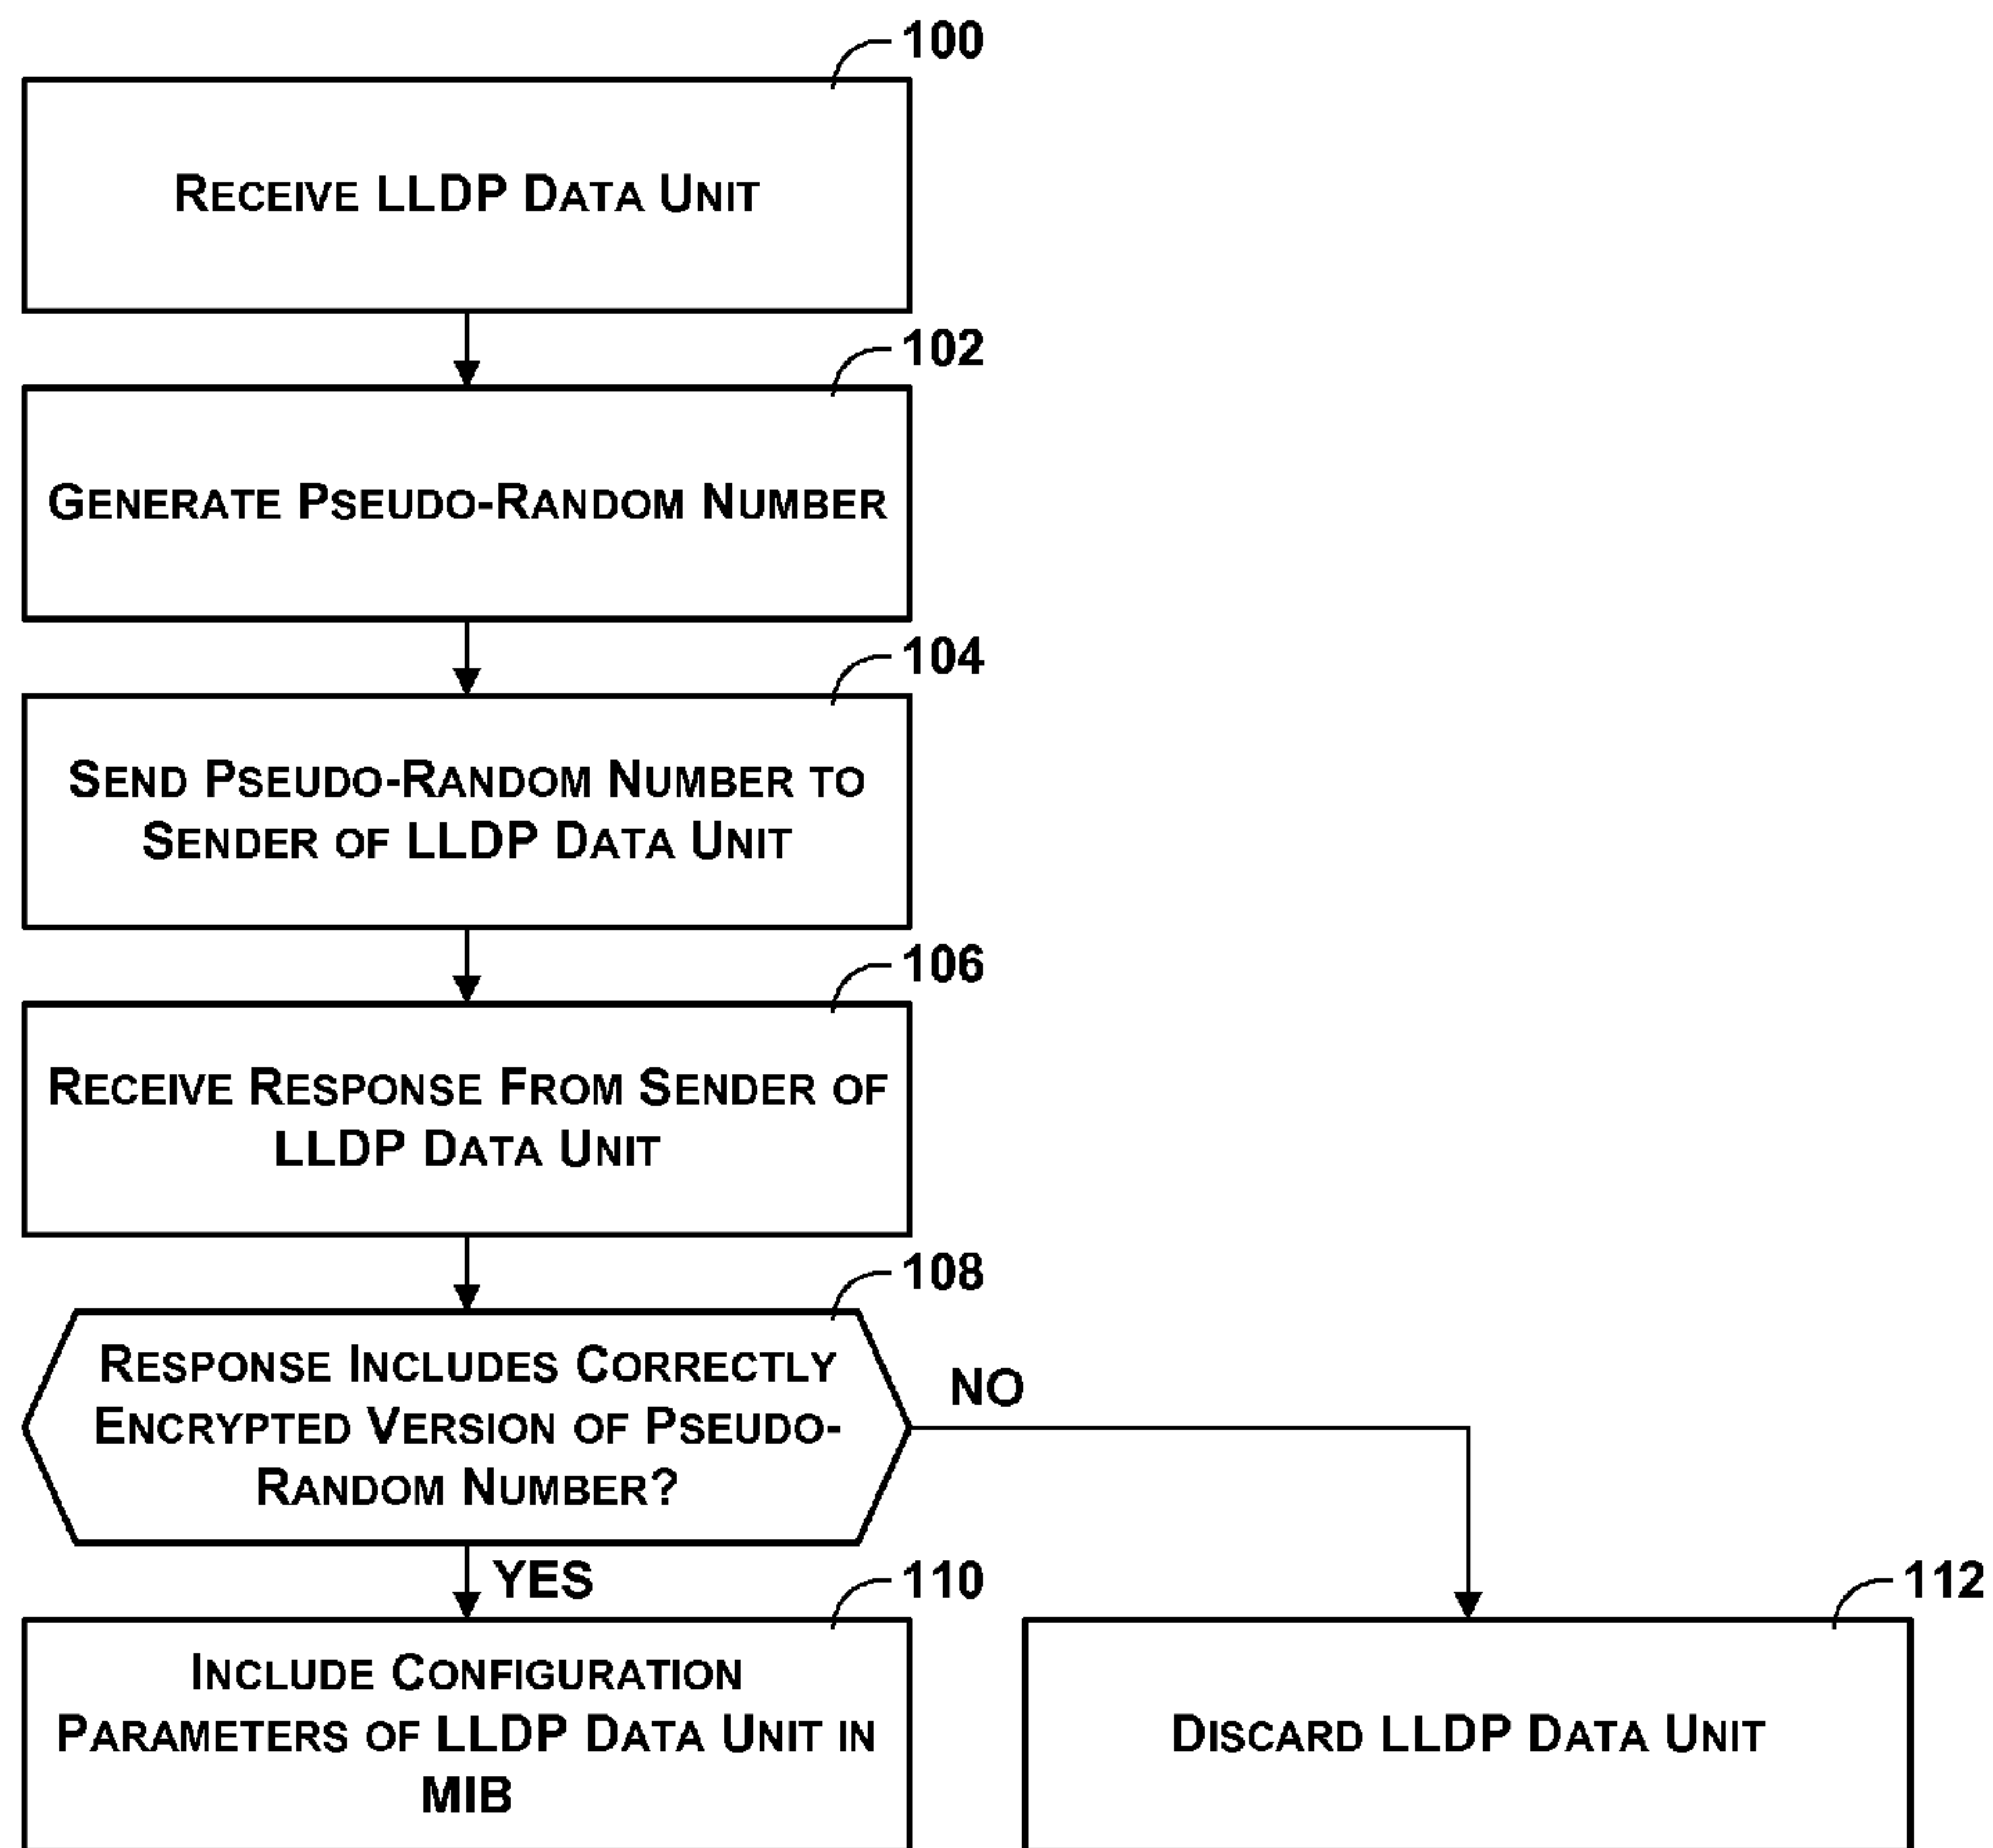 100
RECEIVE LLDP DATA UNIT
102
GENERATE PSEUDO-RANDOM NUMBER
104
SEND PSEUDO-RANDOM NUMBER TO
SENDER OF LLDP DATA UNIT
106
RECEIVE RESPONSE FROM SENDER OF
LLDP DATA UNIT
108
RESPONSE INCLUDES CORRECTLY
ENCRYPTED VERSION OF PSEUDO-
RANDOM NUMBER?
NO
YES
110
INCLUDE CONFIGURATION
PARAMETERS OF LLDP DATA UNIT IN
MIB
112
DISCARD LLDP DATA UNIT